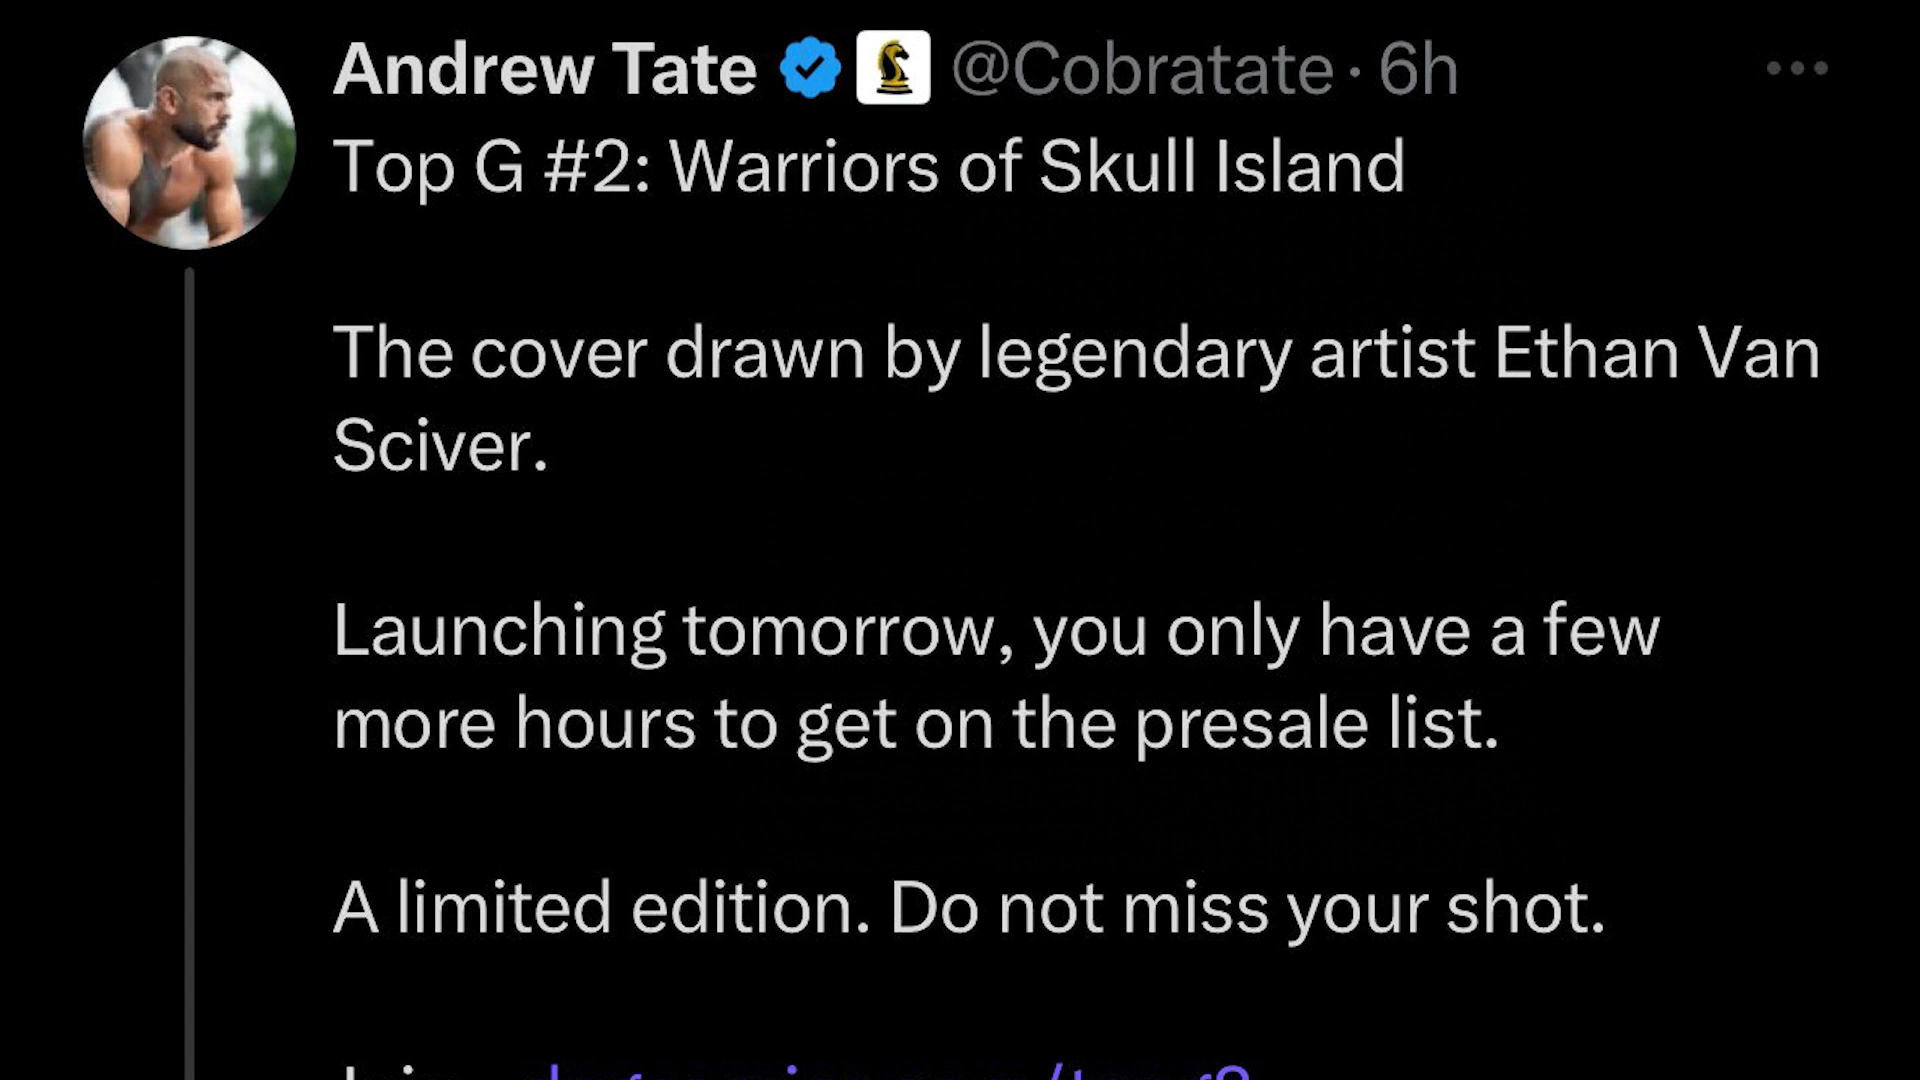 Andrew Tate @Cobratate · 6h
Top G #2: Warriors of Skull Island
The cover drawn by legendary artist Ethan Van
Sciver.
Launching tomorrow, you only have a few
more hours to get on the presale list.
A limited edition. Do not miss your shot.